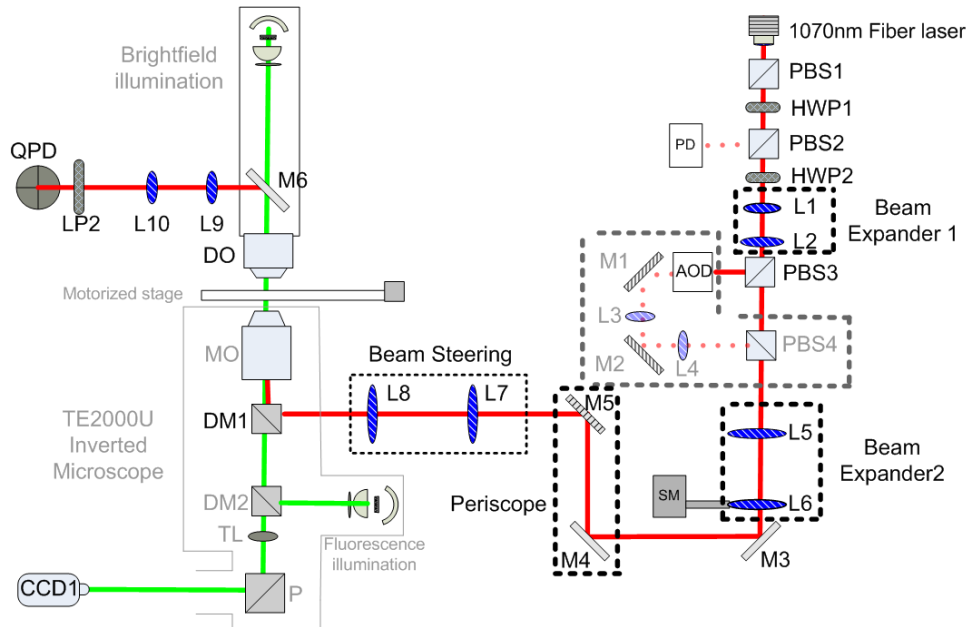 1070nm Fiber laser
PBS1
HWP1
PD
PBS2
HWP2
L1
L2
Beam
Expander 1
M1
AOD
PBS3
L3
M2
L4
PBS4
Brightfield
illumination
QPD
LP2
L10
L9
M6
DO
Motorized stage
MO
Beam Steering
L8
L7
M5
TE2000U
Inverted
Microscope
DM1
L5
Beam
Expander2
L6
SM
Periscope
M4
M3
DM2
TL
Fluorescence
illumination
CCD1
P